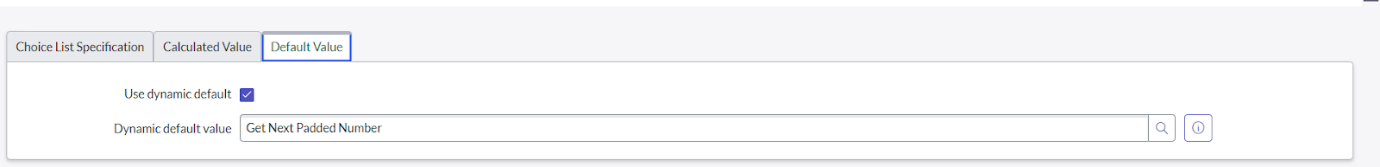 Choice List Specification Calculated Value Default Value
Use dynamic default
Dynamic default value Get Next Padded Number